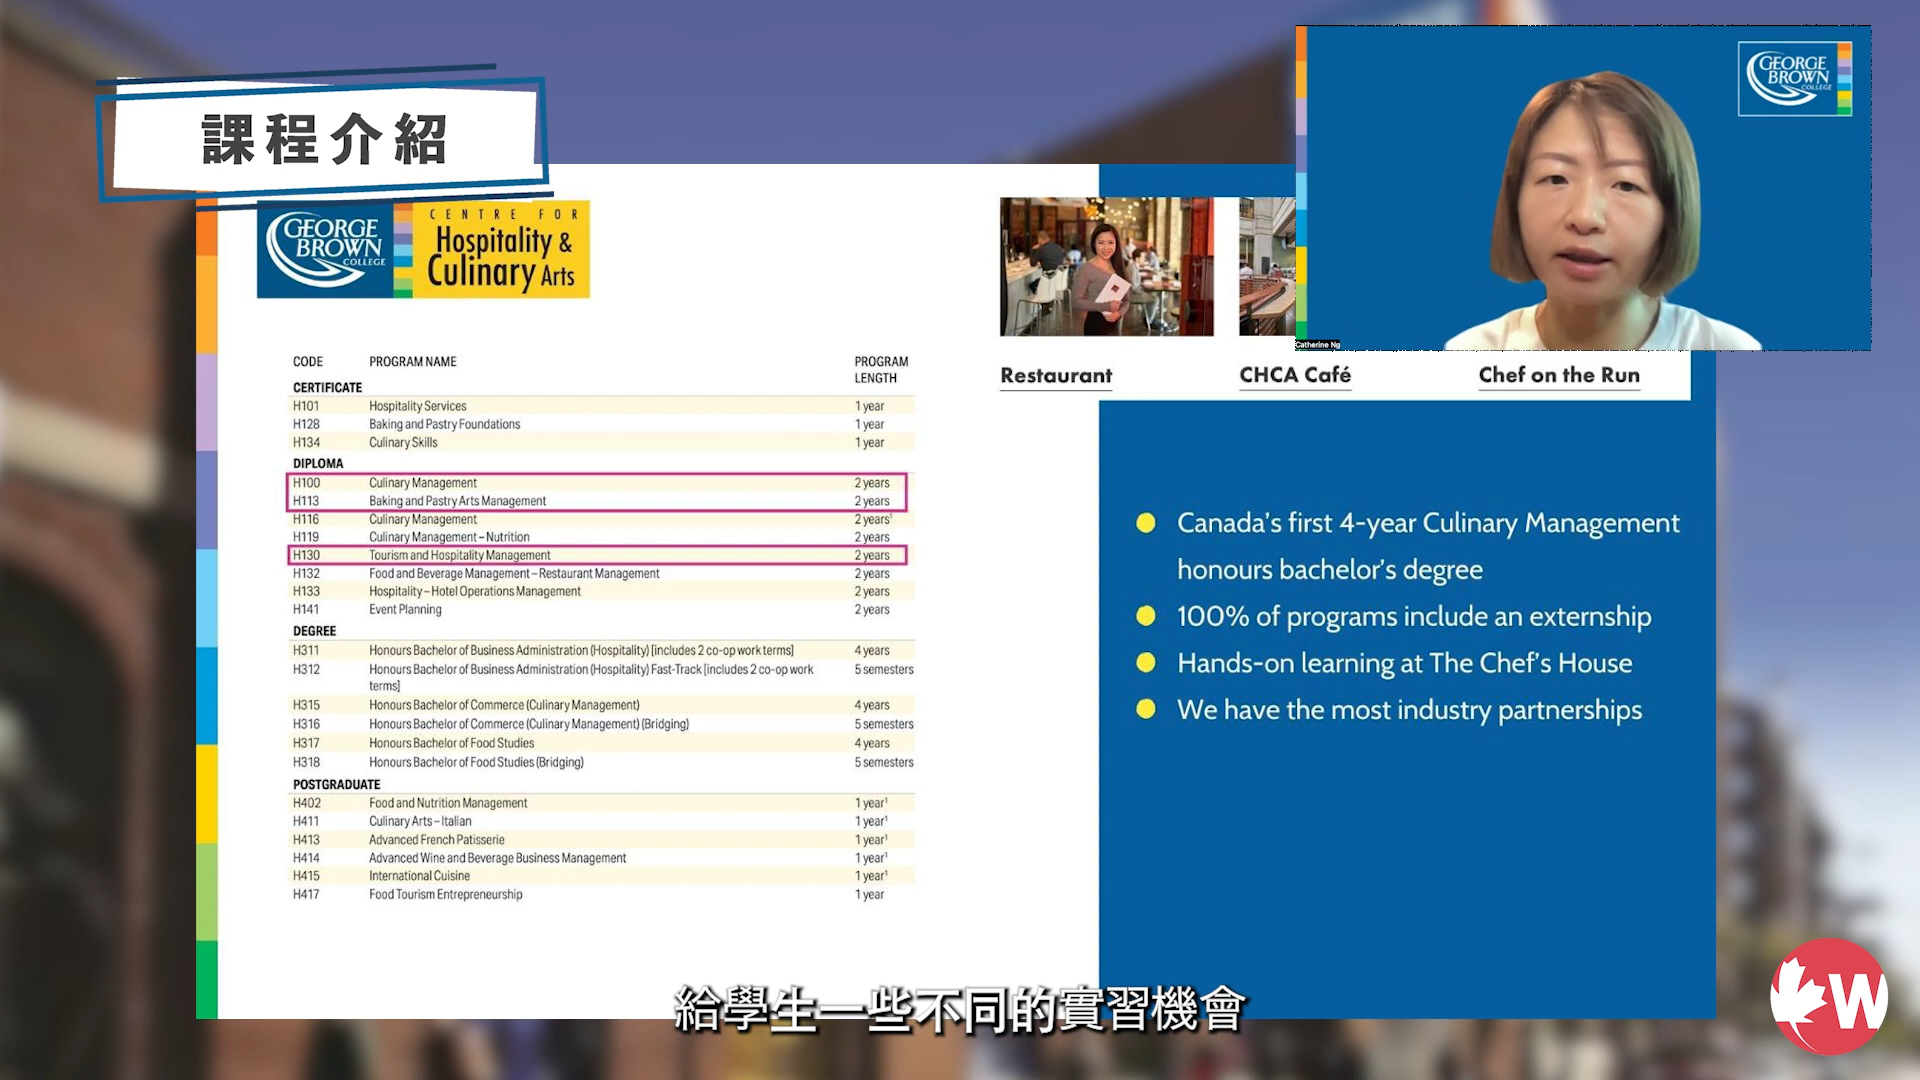 課程介紹
GEORGE
BROWN
COLLEGE
CENTRE FOR
Hospitality &
Culinary Arts
GEORGE
BROWN
COLLEGE
Catherine Ng
Restaurant
CHCA Café
Chef on the Run
CODE PROGRAM NAME PROGRAM LENGTH
CERTIFICATE
H101 Hospitality Services 1 year
H128 Baking and Pastry Foundations 1 year
H134 Culinary Skills 1 year
DIPLOMA
H100 Culinary Management 2 years
H113 Baking and Pastry Arts Management 2 years
H116 Culinary Management 2 years¹
H119 Culinary Management – Nutrition 2 years
H130 Tourism and Hospitality Management 2 years
H132 Food and Beverage Management – Restaurant Management 2 years
H133 Hospitality – Hotel Operations Management 2 years
H141 Event Planning 2 years
DEGREE
H311 Honours Bachelor of Business Administration (Hospitality) [includes 2 co-op work terms] 4 years
H312 Honours Bachelor of Business Administration (Hospitality) Fast-Track [includes 2 co-op work 5 semesters
terms]
H315 Honours Bachelor of Commerce (Culinary Management) 4 years
H316 Honours Bachelor of Commerce (Culinary Management) (Bridging) 5 semesters
H317 Honours Bachelor of Food Studies 4 years
H318 Honours Bachelor of Food Studies (Bridging) 5 semesters
POSTGRADUATE
H402 Food and Nutrition Management 1 year¹
H411 Culinary Arts – Italian 1 year¹
H413 Advanced French Patisserie 1 year¹
H414 Advanced Wine and Beverage Business Management 1 year¹
H415 International Cuisine 1 year¹
H417 Food Tourism Entrepreneurship 1 year
Canada's first 4-year Culinary Management
honours bachelor's degree
100% of programs include an externship
Hands-on learning at The Chef's House
We have the most industry partnerships
給學生一些不同的實習機會
W